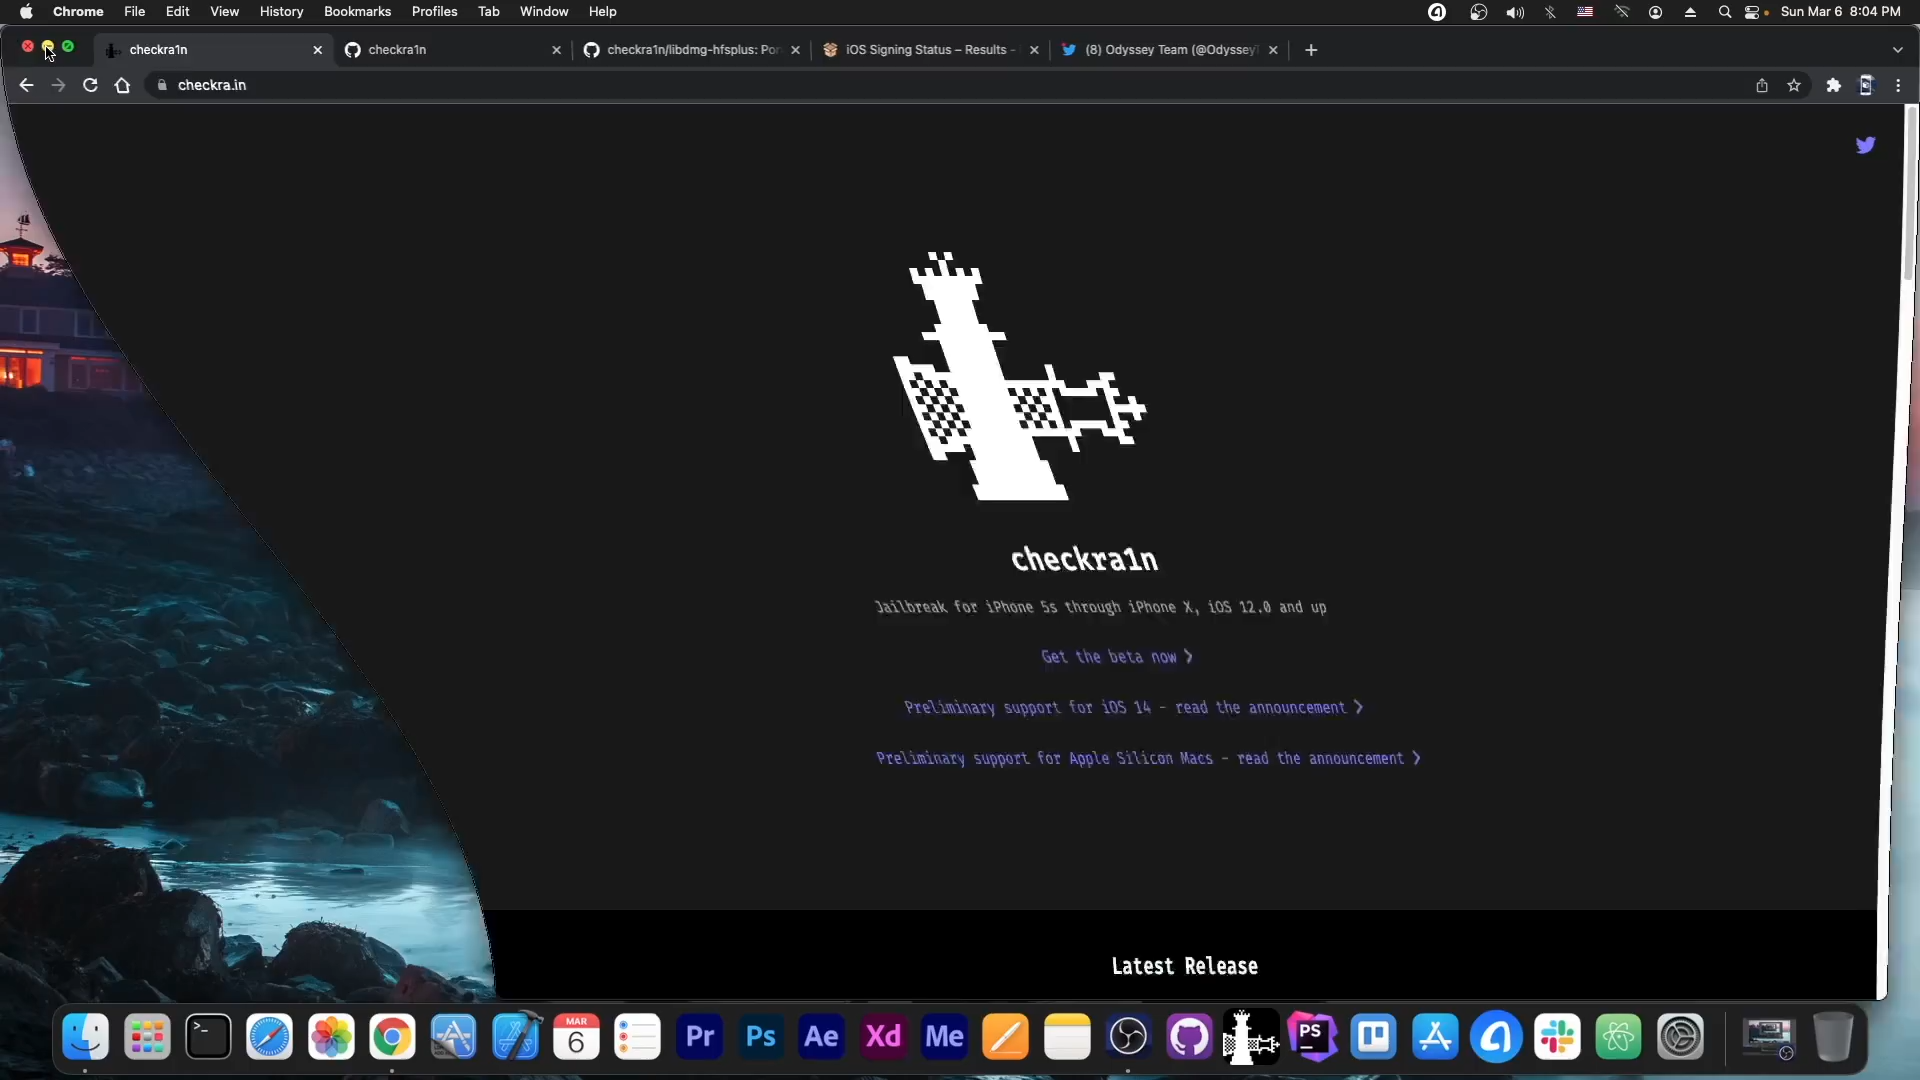 Chrome File Edit View History Bookmarks Profiles Tab Window Help Sun Mar 6 8:04 PM
checkra1n checkra1n checkra1n/libdmg-hfsplus: Por iOS Signing Status – Results - (8) Odyssey Team (@OdysseyT
checkra.in
checkra1n
Jailbreak for iPhone 5s through iPhone X, iOS 12.0 and up
Get the beta now ❯
Preliminary support for iOS 14 - read the announcement ❯
Preliminary support for Apple Silicon Macs - read the announcement ❯
Latest Release
>_ MAR 6 Pr Ps Ae Xd Me PS